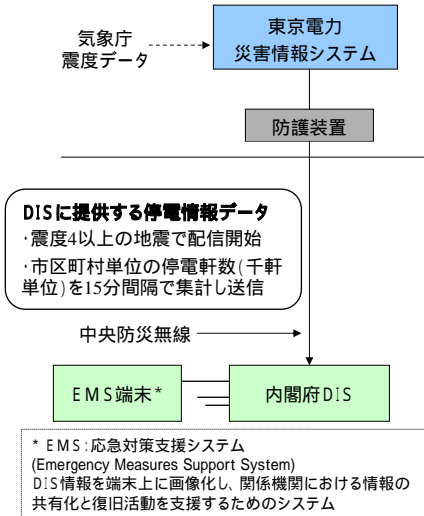 気象庁
震度データ
東京電力
災害情報システム
防護装置
DISに提供する停電情報データ
･震度4以上の地震で配信開始
･市区町村単位の停電軒数(千軒
単位)を15分間隔で集計し送信
中央防災無線
EMS端末*
内閣府DIS
* EMS:応急対策支援システム
(Emergency Measures Support System)
DIS情報を端末上に画像化し、関係機関における情報の
共有化と復旧活動を支援するためのシステム